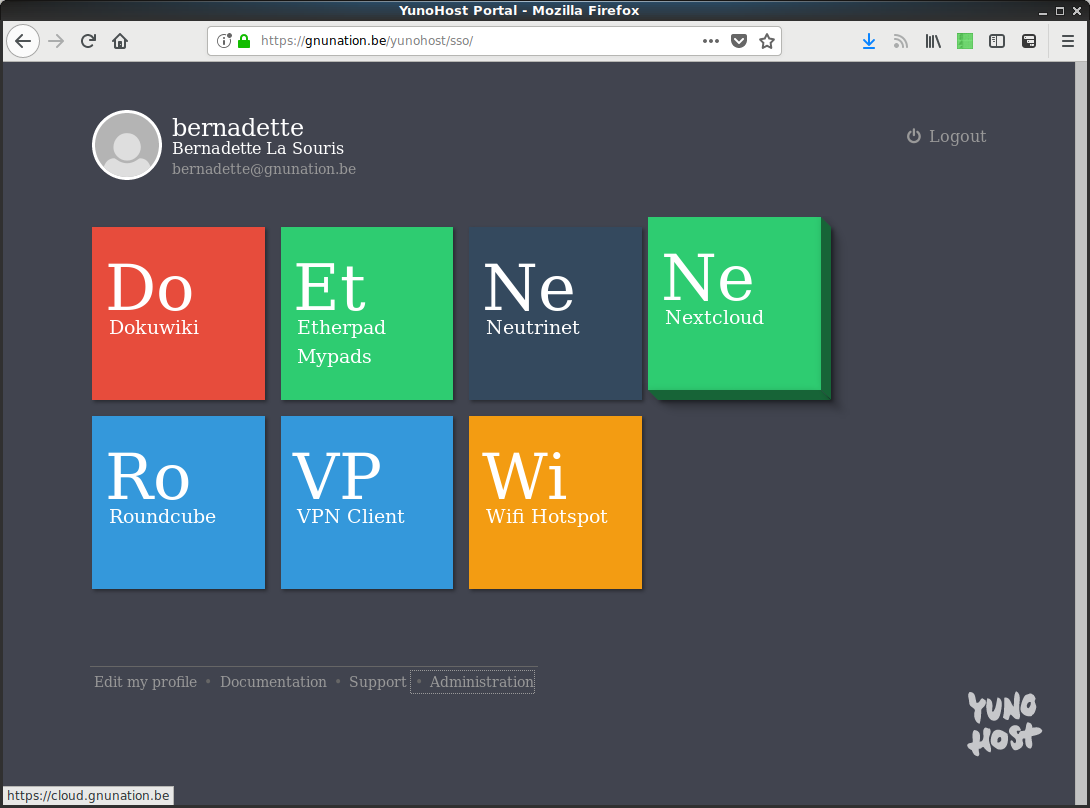 YunoHost Portal - Mozilla Firefox
https://gnunation.be/yunohost/sso/
bernadette
Bernadette La Souris
bernadette@gnunation.be
Logout
Do
Dokuwiki
Et
Etherpad
Mypads
Ne
Neutrinet
Ne
Nextcloud
Ro
Roundcube
VP
VPN Client
Wi
Wifi Hotspot
Edit my profile • Documentation • Support • Administration
YUNO
HOST
https://cloud.gnunation.be